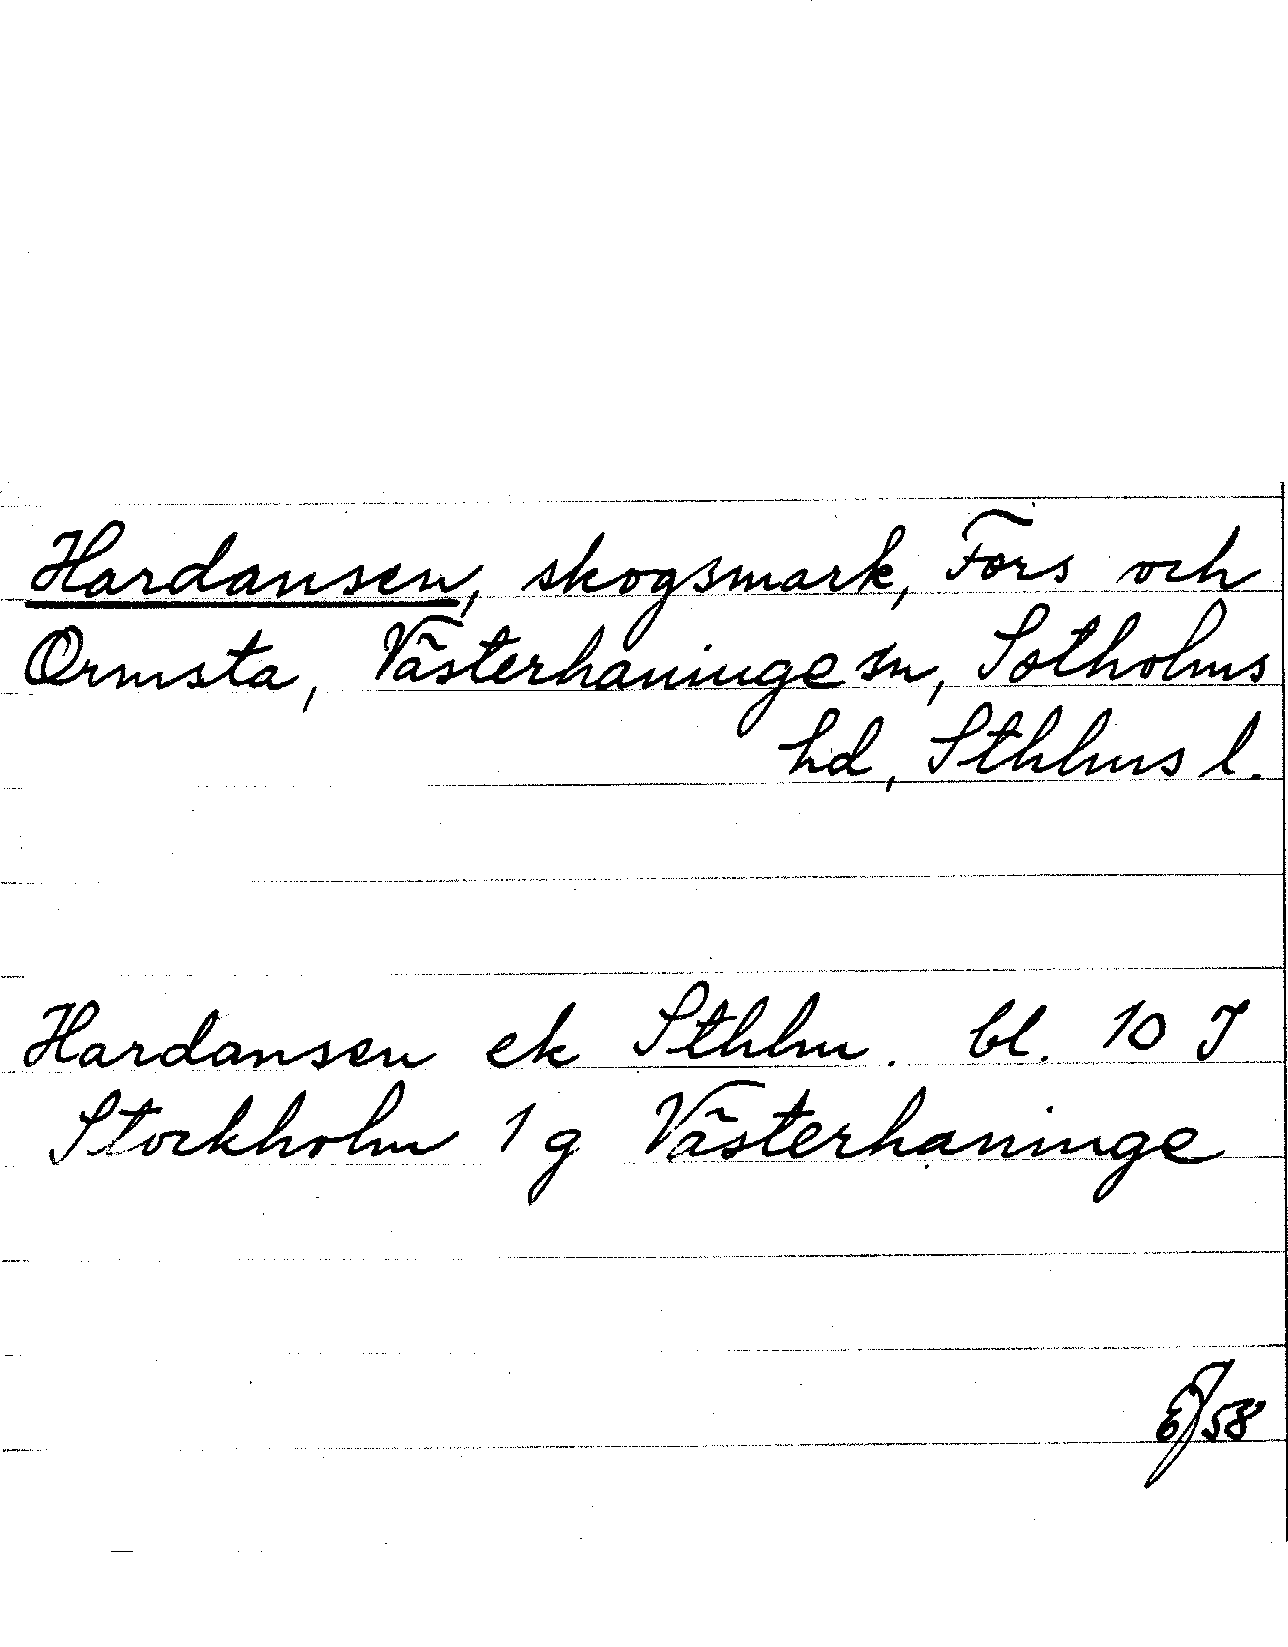 Hardansen, skogsmark, Fors och
Ormsta, Västerhaninge sn, Sotholms
hd, Sthlms l.
Hardansen ek Sthlm. bl. 10 J
Stockholm 1 g Västerhaninge
58